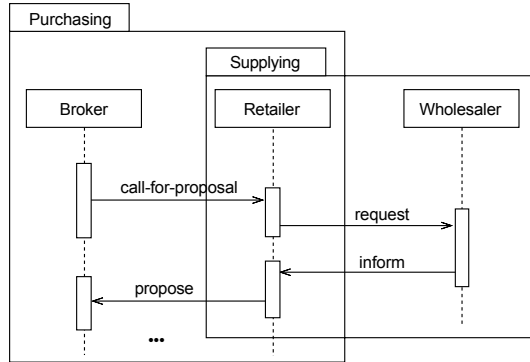 Purchasing
Supplying
Broker
Retailer
Wholesaler
call-for-proposal
request
inform
propose
...